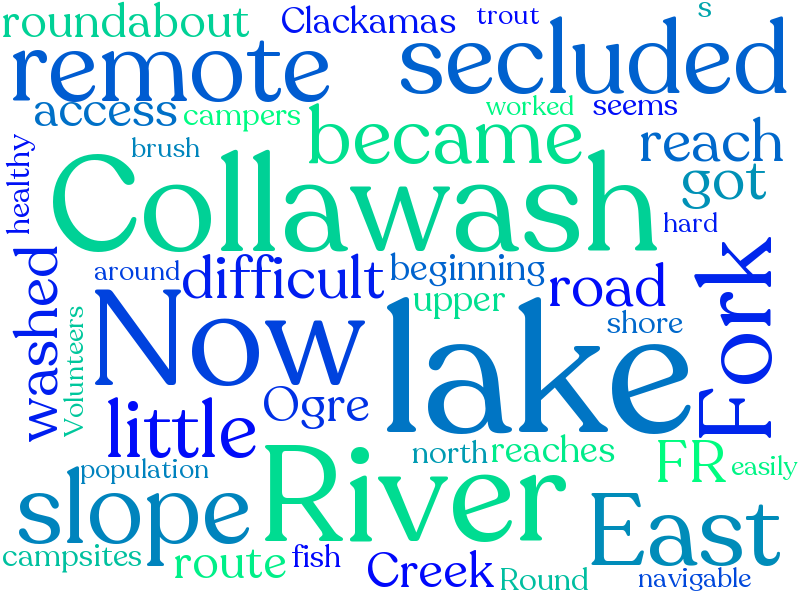 roundabout
Clackamas
trout
s
remote
secluded
access
campers
worked
seems
became
reach
brush
healthy
Collawash
got
hard
around
difficult
beginning
road
Fork
washed
Now
upper
lake
shore
Volunteers
little
Ogre
north
reaches
FR
easily
population
slope
River
East
campsites
route
fish
Creek
Round
navigable